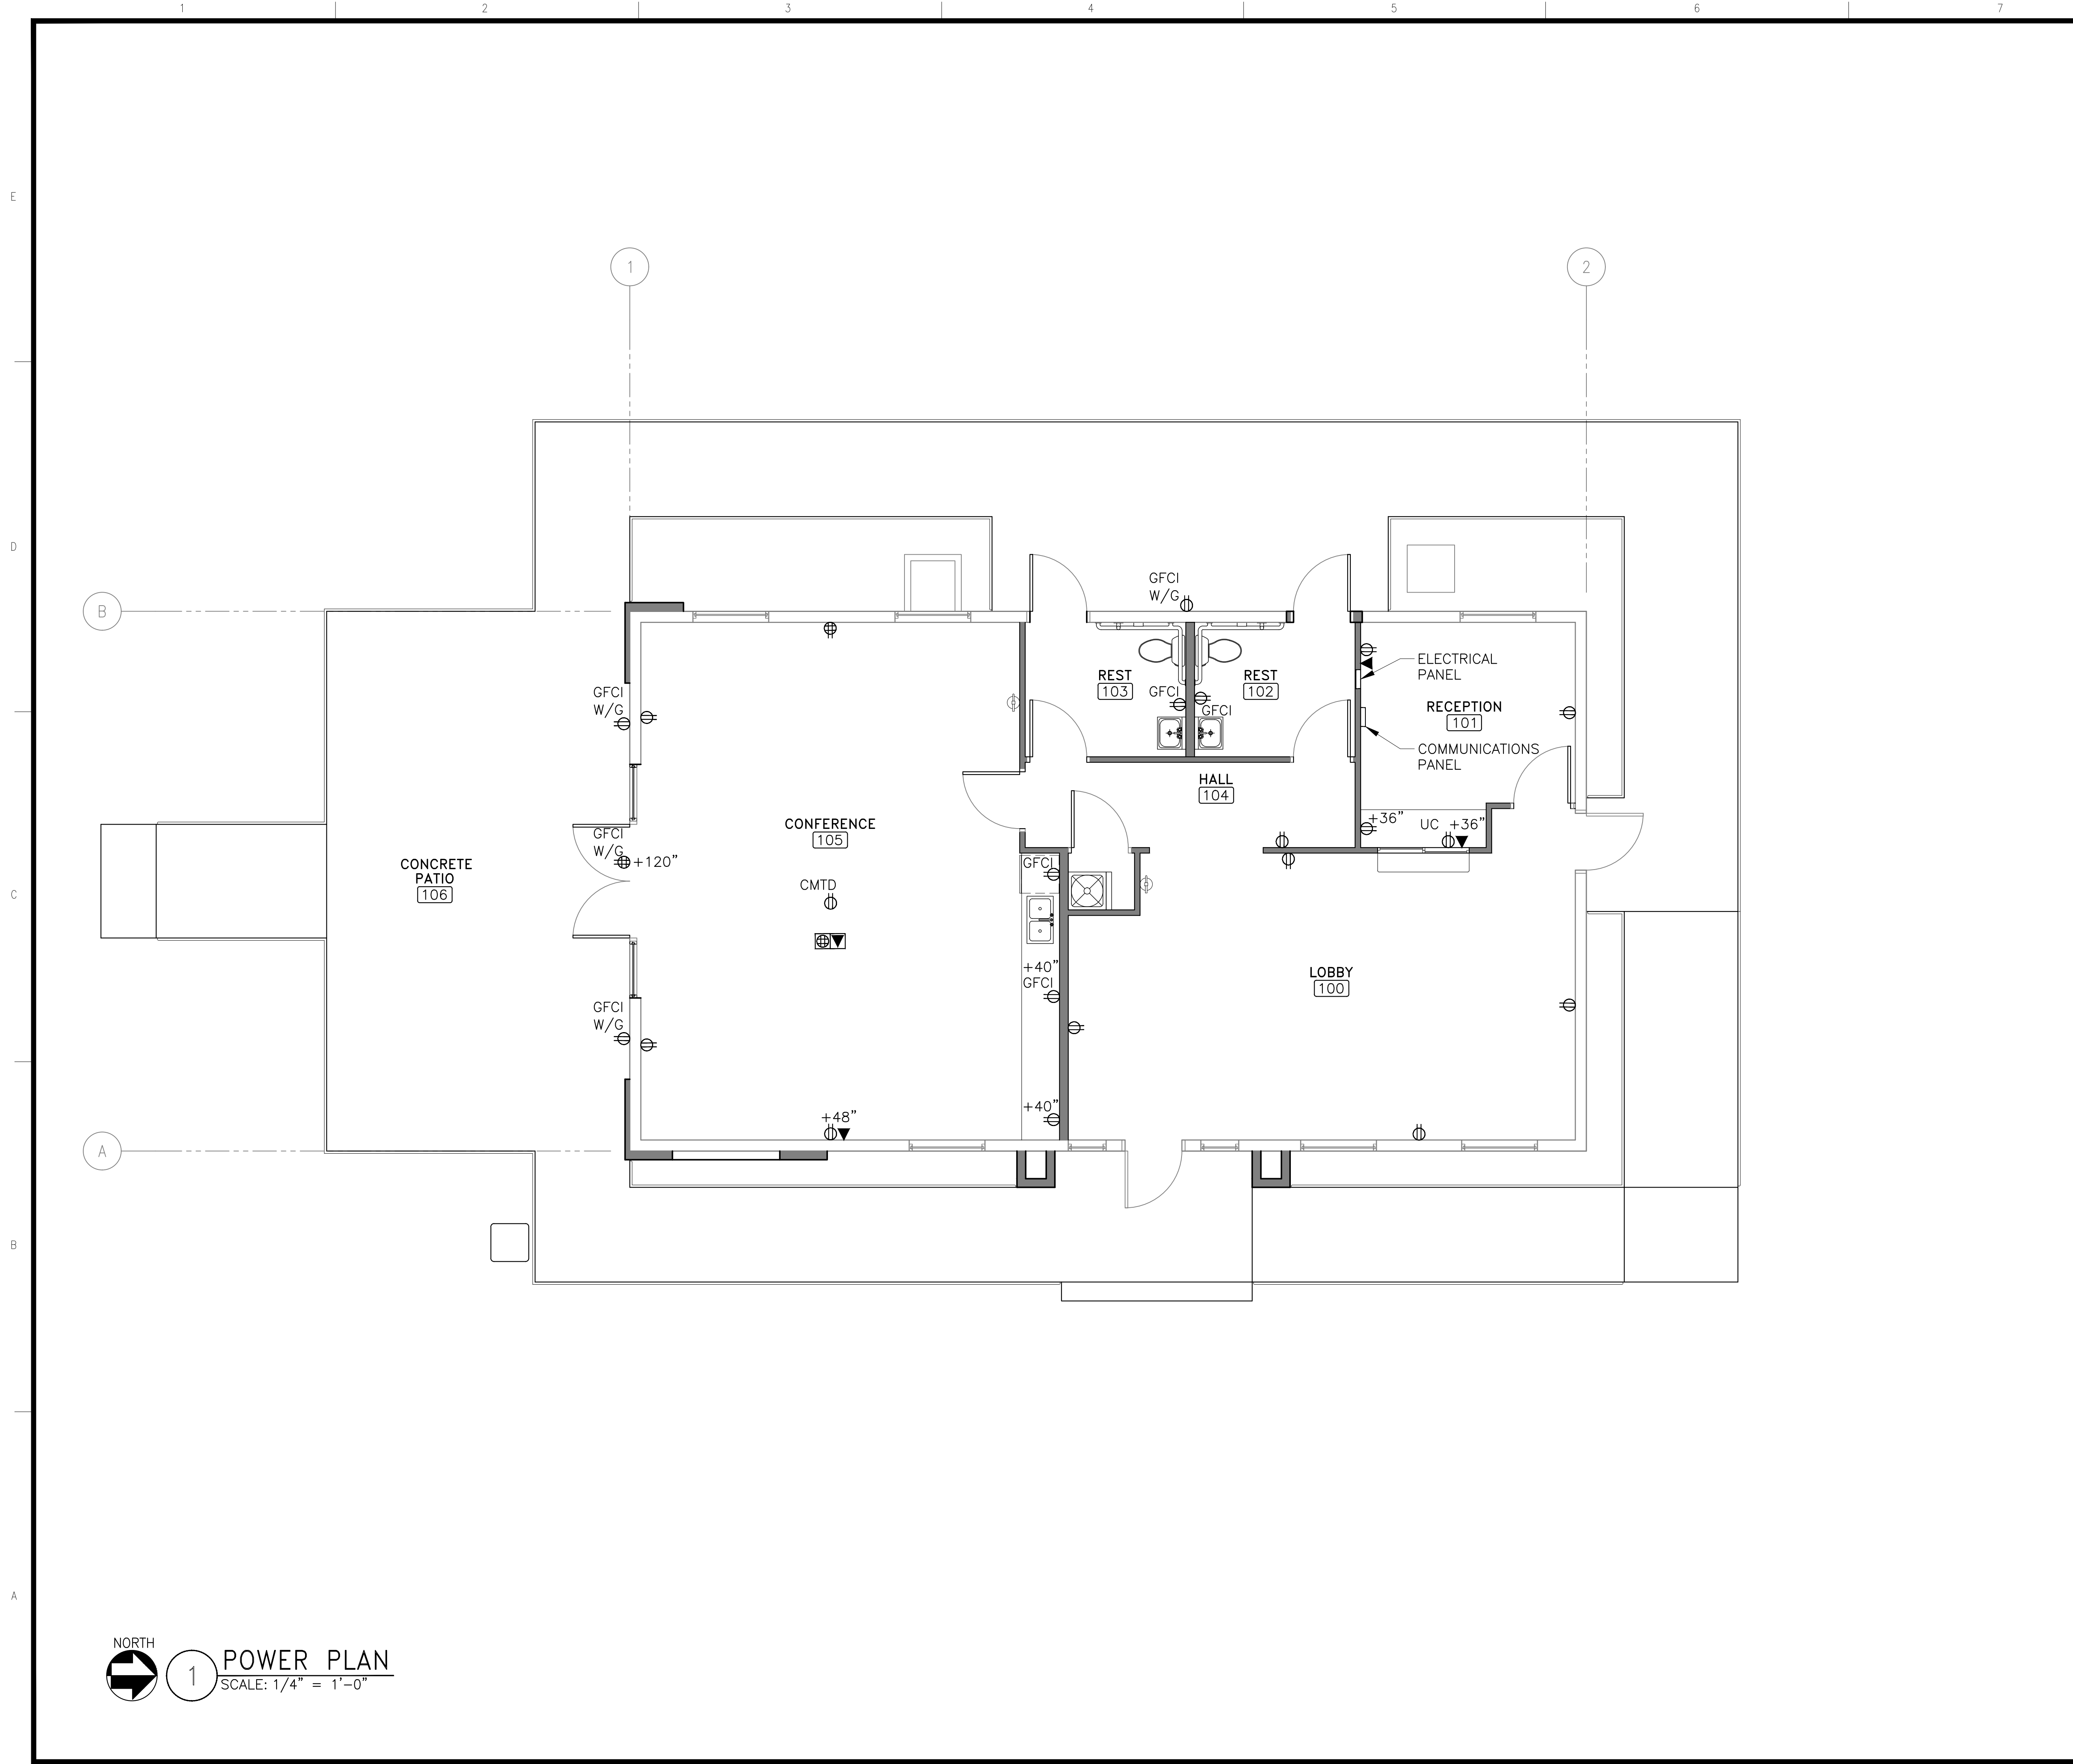 1 2 3 4 5 6 7
E
1 2
D
GFCI
W/G
B
ELECTRICAL
PANEL
REST
103
REST
102
GFCI
GFCI
GFCI
W/G
RECEPTION
101
COMMUNICATIONS
PANEL
HALL
104
+36”
UC +36”
CONFERENCE
105
GFCI
W/G
+120”
CONCRETE
PATIO
106
GFCI
CMTD
C
LOBBY
100
+40”
GFCI
GFCI
W/G
+40”
+48”
A
B
A
NORTH
1
POWER PLAN
SCALE: 1/4” = 1’-0”